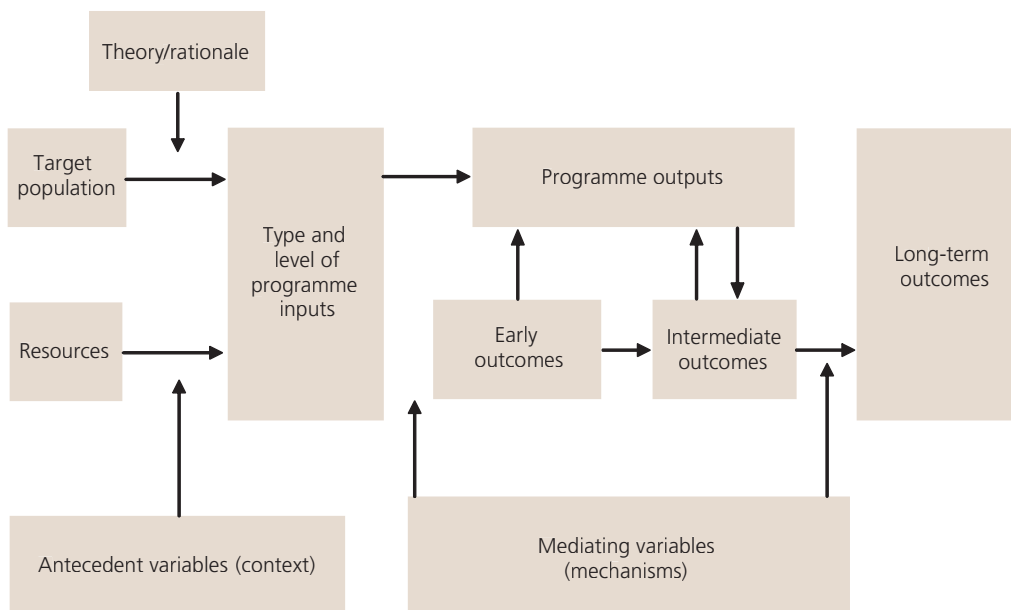 Theory/rationale
Target
population
Type and
level of
programme
inputs
Programme outputs
Long-term
outcomes
Resources
Early
outcomes
Intermediate
outcomes
Antecedent variables (context)
Mediating variables
(mechanisms)